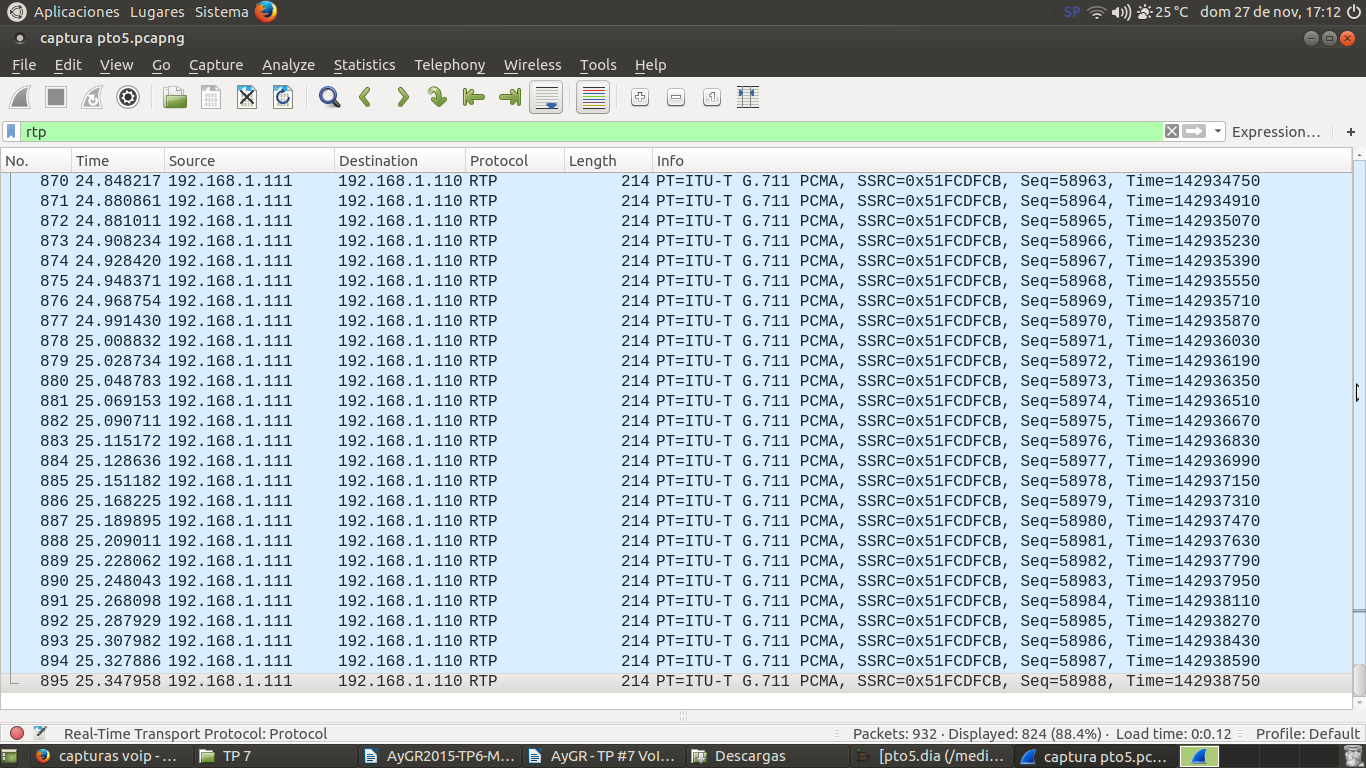 Aplicaciones Lugares Sistema SP 25 °C dom 27 de nov, 17:12
captura pto5.pcapng
File Edit View Go Capture Analyze Statistics Telephony Wireless Tools Help
rtp Expression… +
No. Time Source Destination Protocol Length Info
870 24.848217 192.168.1.111 192.168.1.110 RTP 214 PT=ITU-T G.711 PCMA, SSRC=0x51FCDFCB, Seq=58963, Time=142934750
871 24.880861 192.168.1.111 192.168.1.110 RTP 214 PT=ITU-T G.711 PCMA, SSRC=0x51FCDFCB, Seq=58964, Time=142934910
872 24.881011 192.168.1.111 192.168.1.110 RTP 214 PT=ITU-T G.711 PCMA, SSRC=0x51FCDFCB, Seq=58965, Time=142935070
873 24.908234 192.168.1.111 192.168.1.110 RTP 214 PT=ITU-T G.711 PCMA, SSRC=0x51FCDFCB, Seq=58966, Time=142935230
874 24.928420 192.168.1.111 192.168.1.110 RTP 214 PT=ITU-T G.711 PCMA, SSRC=0x51FCDFCB, Seq=58967, Time=142935390
875 24.948371 192.168.1.111 192.168.1.110 RTP 214 PT=ITU-T G.711 PCMA, SSRC=0x51FCDFCB, Seq=58968, Time=142935550
876 24.968754 192.168.1.111 192.168.1.110 RTP 214 PT=ITU-T G.711 PCMA, SSRC=0x51FCDFCB, Seq=58969, Time=142935710
877 24.991430 192.168.1.111 192.168.1.110 RTP 214 PT=ITU-T G.711 PCMA, SSRC=0x51FCDFCB, Seq=58970, Time=142935870
878 25.008832 192.168.1.111 192.168.1.110 RTP 214 PT=ITU-T G.711 PCMA, SSRC=0x51FCDFCB, Seq=58971, Time=142936030
879 25.028734 192.168.1.111 192.168.1.110 RTP 214 PT=ITU-T G.711 PCMA, SSRC=0x51FCDFCB, Seq=58972, Time=142936190
880 25.048783 192.168.1.111 192.168.1.110 RTP 214 PT=ITU-T G.711 PCMA, SSRC=0x51FCDFCB, Seq=58973, Time=142936350
881 25.069153 192.168.1.111 192.168.1.110 RTP 214 PT=ITU-T G.711 PCMA, SSRC=0x51FCDFCB, Seq=58974, Time=142936510
882 25.090711 192.168.1.111 192.168.1.110 RTP 214 PT=ITU-T G.711 PCMA, SSRC=0x51FCDFCB, Seq=58975, Time=142936670
883 25.115172 192.168.1.111 192.168.1.110 RTP 214 PT=ITU-T G.711 PCMA, SSRC=0x51FCDFCB, Seq=58976, Time=142936830
884 25.128636 192.168.1.111 192.168.1.110 RTP 214 PT=ITU-T G.711 PCMA, SSRC=0x51FCDFCB, Seq=58977, Time=142936990
885 25.151182 192.168.1.111 192.168.1.110 RTP 214 PT=ITU-T G.711 PCMA, SSRC=0x51FCDFCB, Seq=58978, Time=142937150
886 25.168225 192.168.1.111 192.168.1.110 RTP 214 PT=ITU-T G.711 PCMA, SSRC=0x51FCDFCB, Seq=58979, Time=142937310
887 25.189895 192.168.1.111 192.168.1.110 RTP 214 PT=ITU-T G.711 PCMA, SSRC=0x51FCDFCB, Seq=58980, Time=142937470
888 25.209011 192.168.1.111 192.168.1.110 RTP 214 PT=ITU-T G.711 PCMA, SSRC=0x51FCDFCB, Seq=58981, Time=142937630
889 25.228062 192.168.1.111 192.168.1.110 RTP 214 PT=ITU-T G.711 PCMA, SSRC=0x51FCDFCB, Seq=58982, Time=142937790
890 25.248043 192.168.1.111 192.168.1.110 RTP 214 PT=ITU-T G.711 PCMA, SSRC=0x51FCDFCB, Seq=58983, Time=142937950
891 25.268098 192.168.1.111 192.168.1.110 RTP 214 PT=ITU-T G.711 PCMA, SSRC=0x51FCDFCB, Seq=58984, Time=142938110
892 25.287929 192.168.1.111 192.168.1.110 RTP 214 PT=ITU-T G.711 PCMA, SSRC=0x51FCDFCB, Seq=58985, Time=142938270
893 25.307982 192.168.1.111 192.168.1.110 RTP 214 PT=ITU-T G.711 PCMA, SSRC=0x51FCDFCB, Seq=58986, Time=142938430
894 25.327886 192.168.1.111 192.168.1.110 RTP 214 PT=ITU-T G.711 PCMA, SSRC=0x51FCDFCB, Seq=58987, Time=142938590
895 25.347958 192.168.1.111 192.168.1.110 RTP 214 PT=ITU-T G.711 PCMA, SSRC=0x51FCDFCB, Seq=58988, Time=142938750
Real-Time Transport Protocol: Protocol Packets: 932 · Displayed: 824 (88.4%) · Load time: 0:0.12 Profile: Default
capturas voip - … TP 7 AyGR2015-TP6-M… AyGR - TP #7 VoI… Descargas [pto5.dia (/medi… captura pto5.pc…